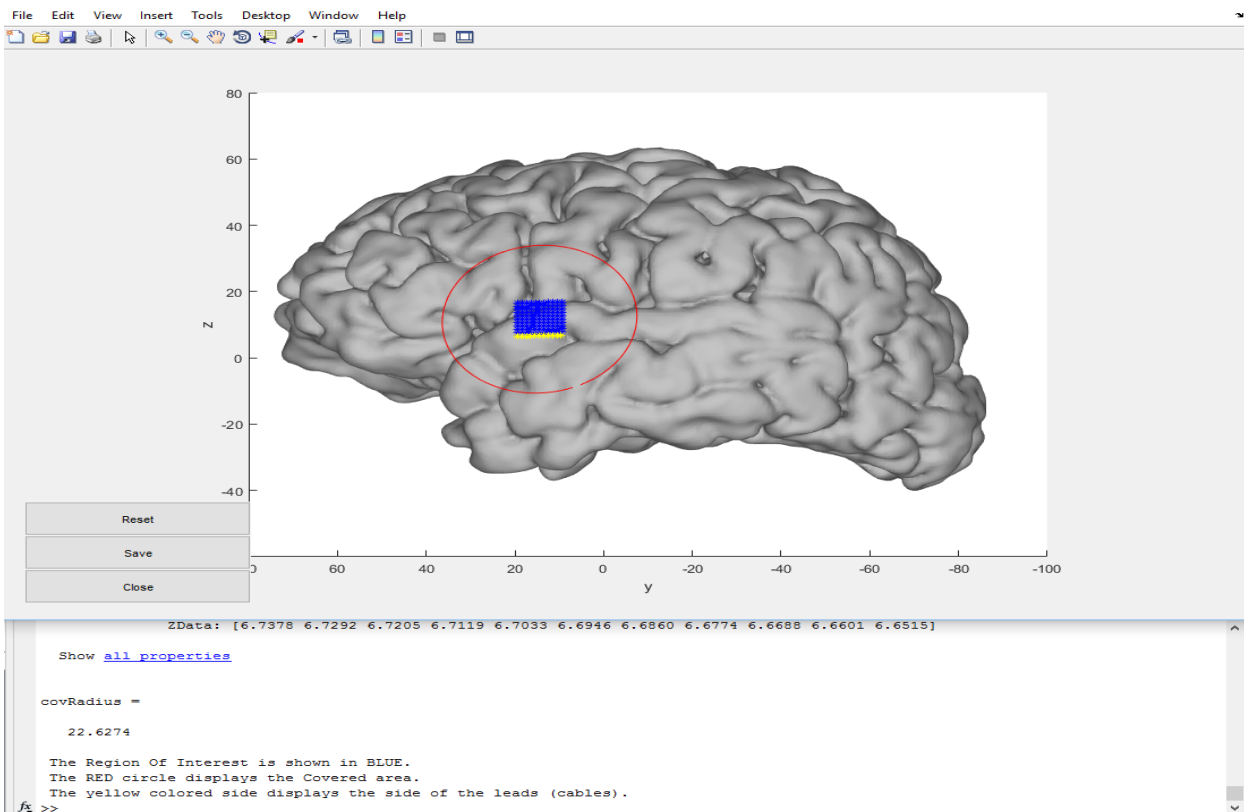 File Edit View Insert Tools Desktop Window Help
80
60
40
20
0
-20
-40
z
60 40 20 0 -20 -40 -60 -80 -100
y
Reset
Save
Close
ZData: [6.7378 6.7292 6.7205 6.7119 6.7033 6.6946 6.6860 6.6774 6.6688 6.6601 6.6515]
Show all properties
covRadius =
22.6274
The Region Of Interest is shown in BLUE.
The RED circle displays the Covered area.
The yellow colored side displays the side of the leads (cables).
fx >>